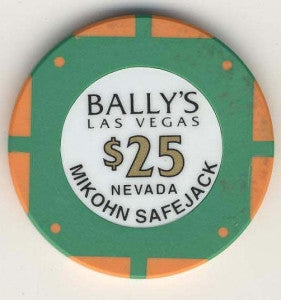 BALLY'S
LAS VEGAS
$25
NEVADA
MIKOHN SAFEJACK